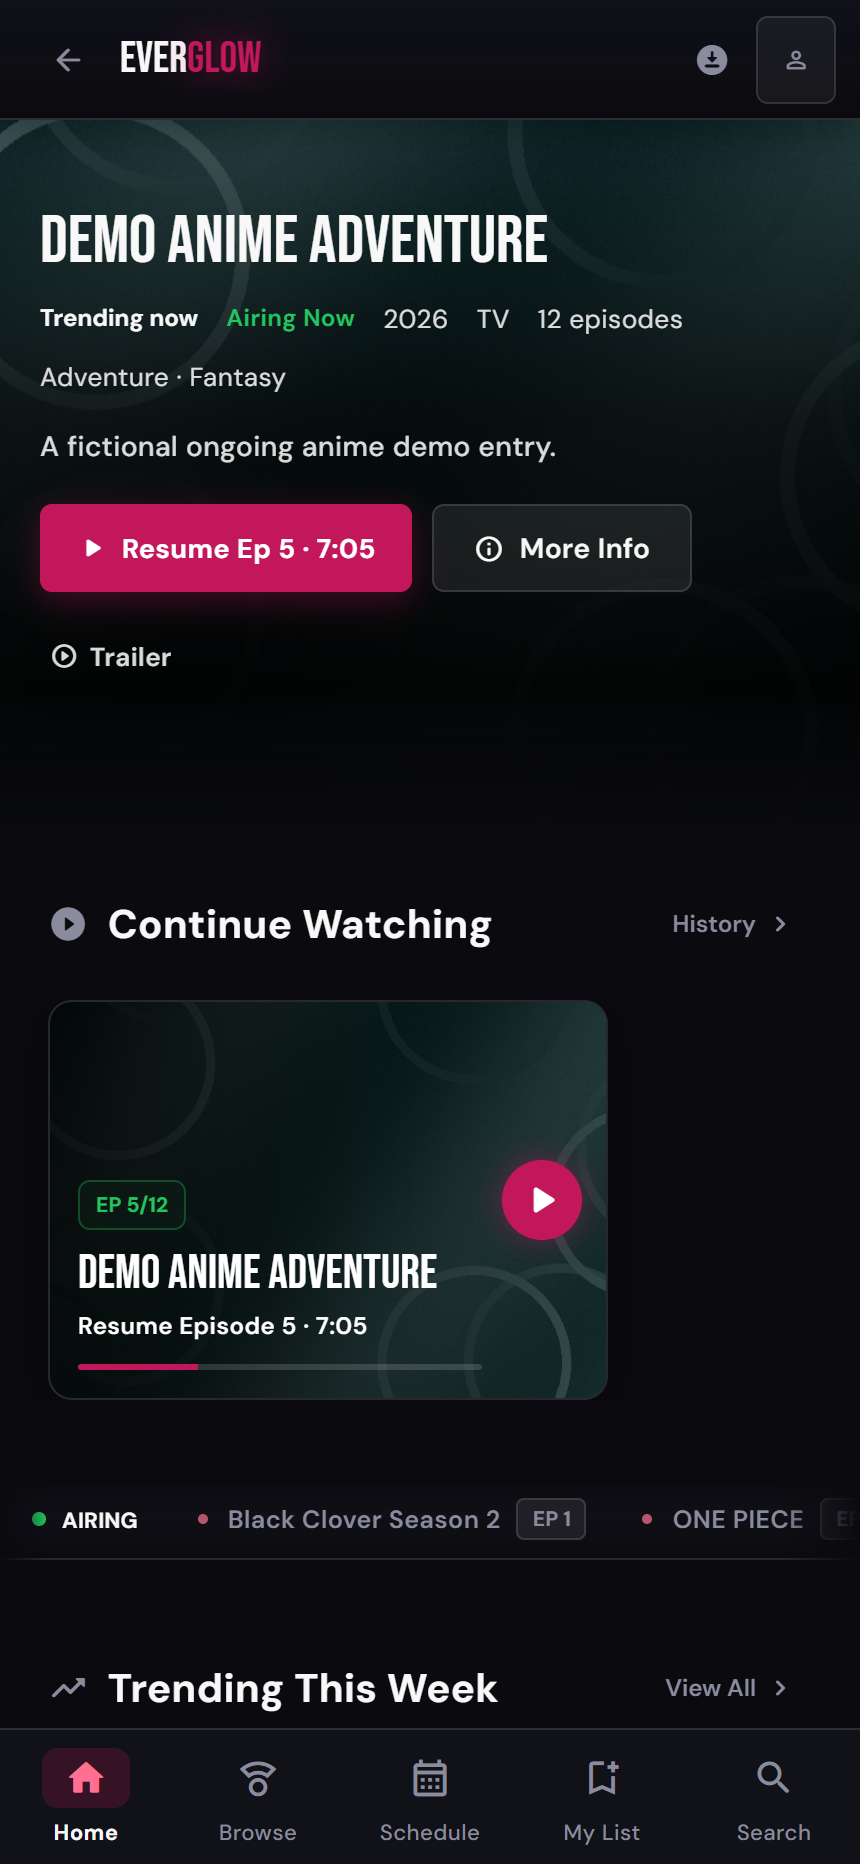 EVERGLOW
DEMO ANIME ADVENTURE
Trending now Airing Now 2026 TV 12 episodes
Adventure · Fantasy
A fictional ongoing anime demo entry.
Resume Ep 5 · 7:05 More Info
Trailer
Continue Watching History
EP 5/12
DEMO ANIME ADVENTURE
Resume Episode 5 · 7:05
AIRING Black Clover Season 2 EP 1 ONE PIECE
Trending This Week View All
Home Browse Schedule My List Search